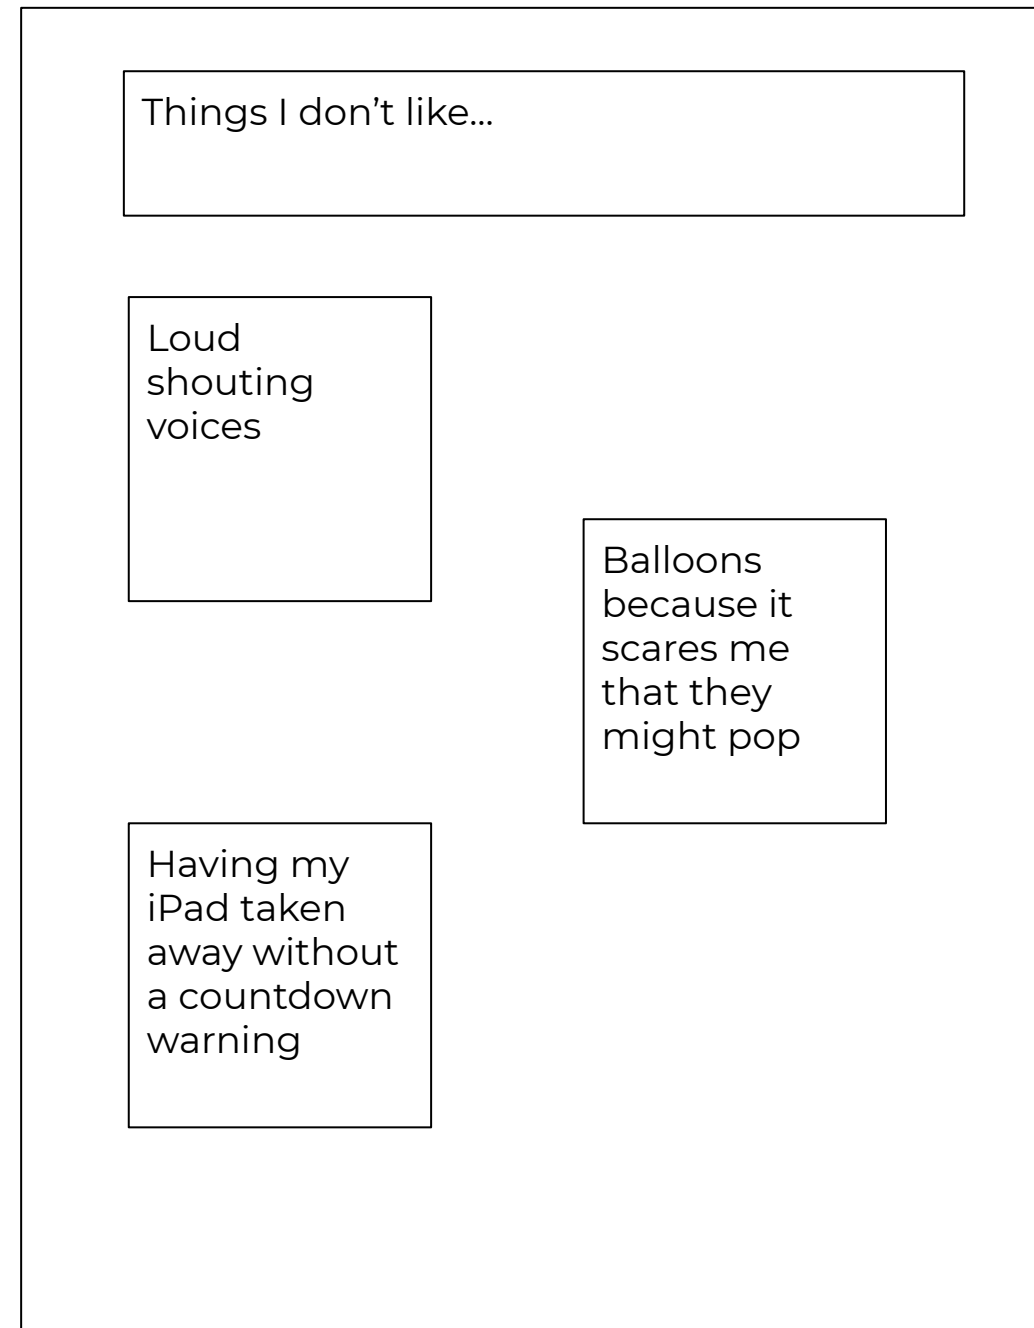 Things I don’t like...
Loud
shouting
voices
Balloons
because it
scares me
that they
might pop
Having my
iPad taken
away without
a countdown
warning